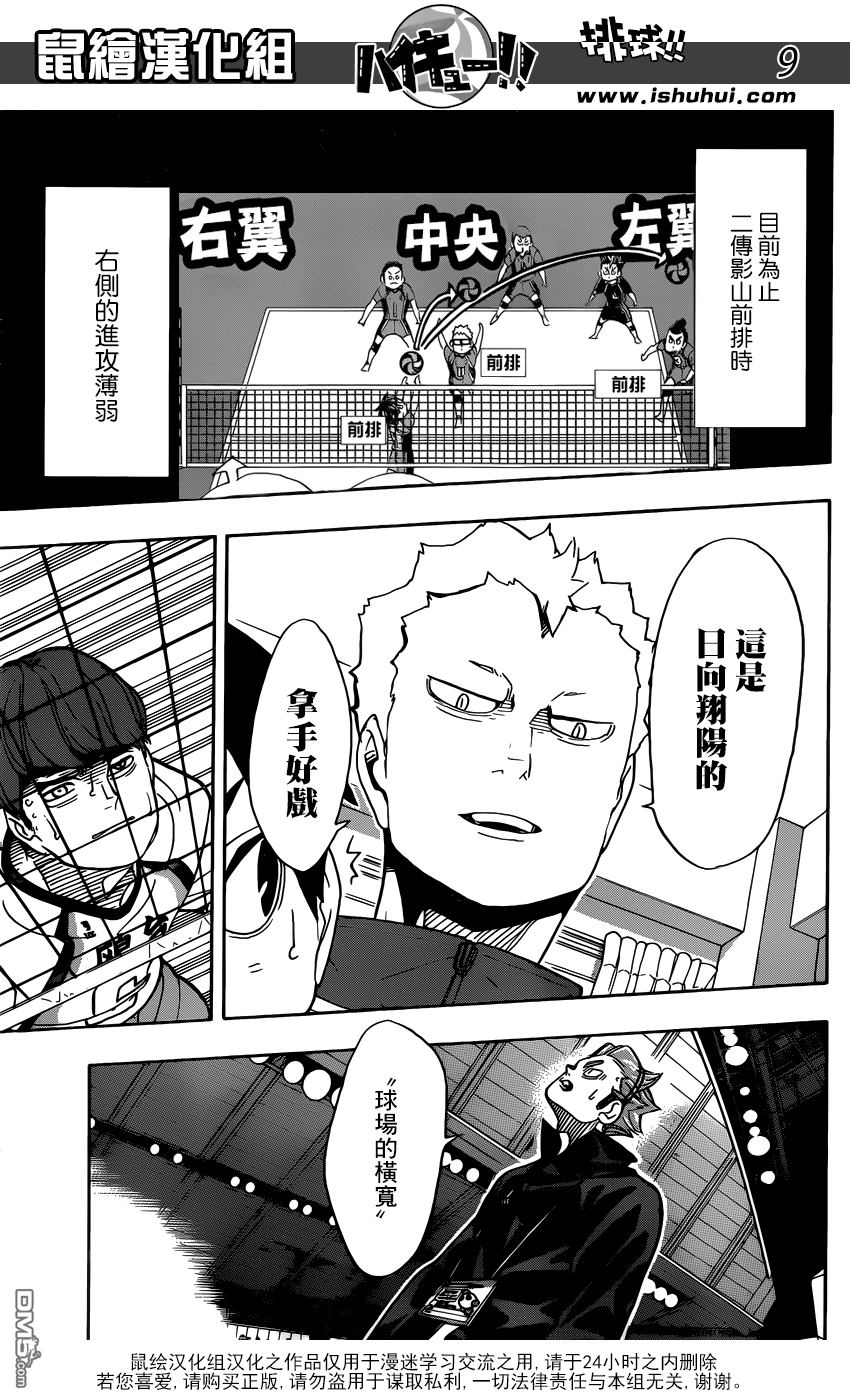 鼠繪漢化組
ハイキュー!!
排球!!
9
www.ishuhui.com
目前為止
二傳影山前排時
右翼
中央
左翼
前排
前排
前排
右側的進攻薄弱
這是
日向翔陽的
拿手好戲
〝球場的橫寬〞
DM5.com
鼠绘汉化组汉化之作品仅用于漫迷学习交流之用,请于24小时之内删除
若您喜爱,请购买正版,请勿盗用于谋取私利,一切法律责任与本组无关,谢谢。